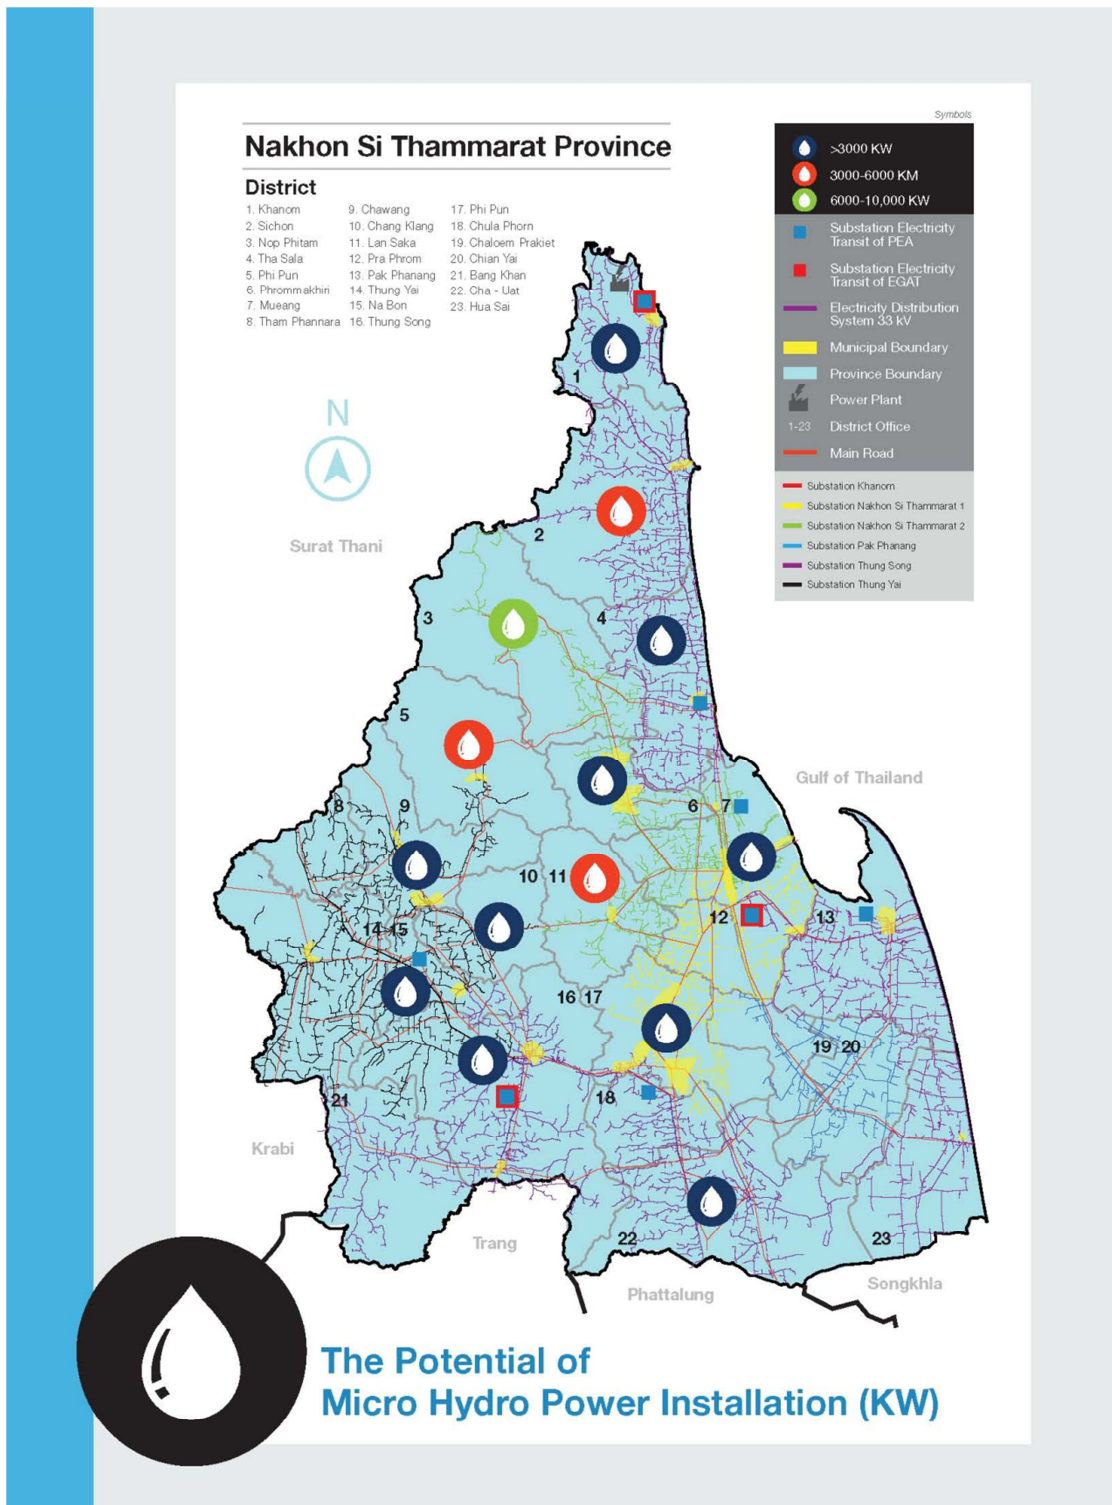 Symbols
Nakhon Si Thammarat Province
District
1. Khanom
2. Sichon
3. Nop Phitam
4. Tha Sala
5. Phi Pun
6. Phrommakhiri
7. Mueang
8. Tham Phannara
9. Chawang
10. Chang Klang
11. Lan Saka
12. Pra Phrom
13. Pak Phanang
14. Thung Yai
15. Na Bon
16. Thung Song
17. Phi Pun
18. Chula Phorn
19. Chaloem Prakiet
20. Chian Yai
21. Bang Khan
22. Cha - Uat
23. Hua Sai
>3000 KW
3000-6000 KM
6000-10,000 KW
Substation Electricity
Transit of PEA
Substation Electricity
Transit of EGAT
Electricity Distribution
System 33 kV
Municipal Boundary
Province Boundary
Power Plant
1-23 District Office
Main Road
Substation Khanom
Substation Nakhon Si Thammarat 1
Substation Nakhon Si Thammarat 2
Substation Pak Phanang
Substation Thung Song
Substation Thung Yai
N
1
2
Surat Thani
3
4
5
Gulf of Thailand
8
9
6
7
10
11
12
13
14
15
16
17
19
20
18
21
Krabi
22
23
Trang
Songkhla
Phattalung
The Potential of
Micro Hydro Power Installation (KW)